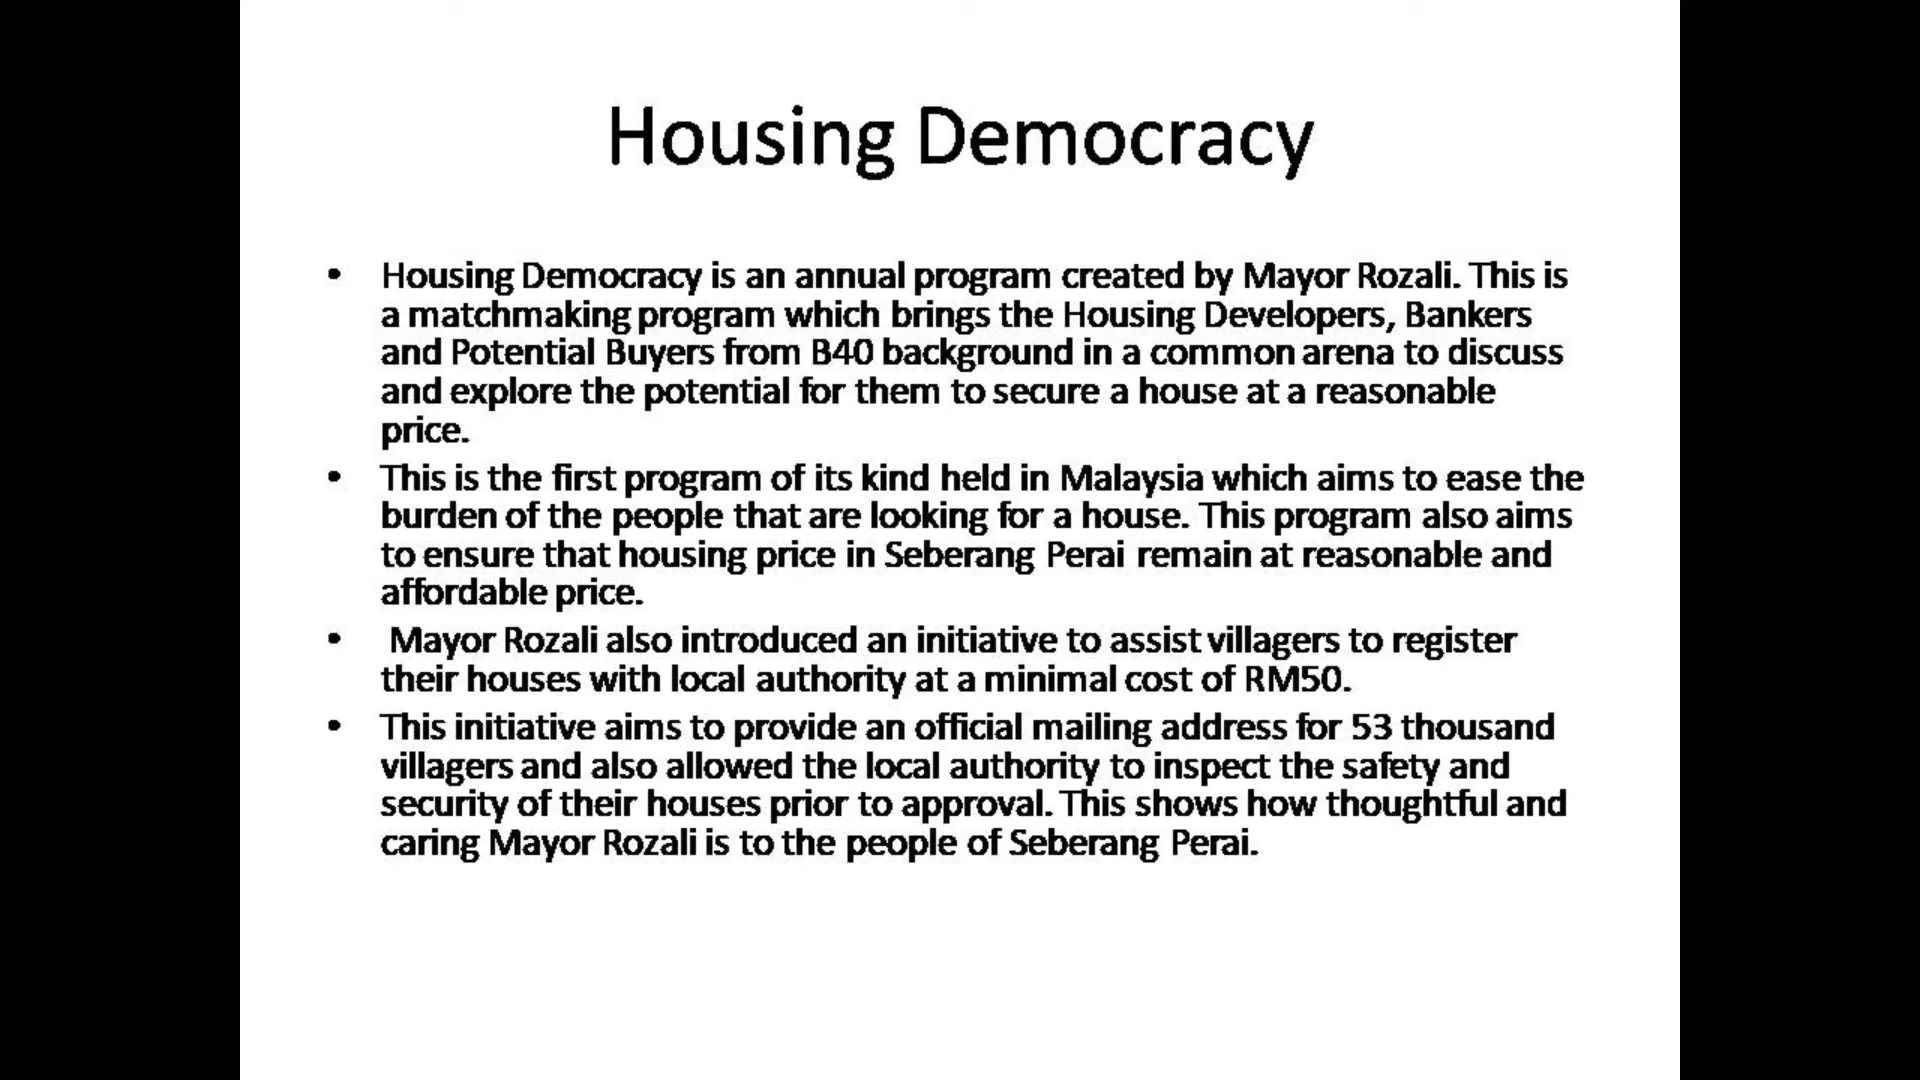 Housing Democracy
• Housing Democracy is an annual program created by Mayor Rozali. This is
a matchmaking program which brings the Housing Developers, Bankers
and Potential Buyers from B40 background in a common arena to discuss
and explore the potential for them to secure a house at a reasonable
price.
• This is the first program of its kind held in Malaysia which aims to ease the
burden of the people that are looking for a house. This program also aims
to ensure that housing price in Seberang Perai remain at reasonable and
affordable price.
• Mayor Rozali also introduced an initiative to assist villagers to register
their houses with local authority at a minimal cost of RM50.
• This initiative aims to provide an official mailing address for 53 thousand
villagers and also allowed the local authority to inspect the safety and
security of their houses prior to approval. This shows how thoughtful and
caring Mayor Rozali is to the people of Seberang Perai.